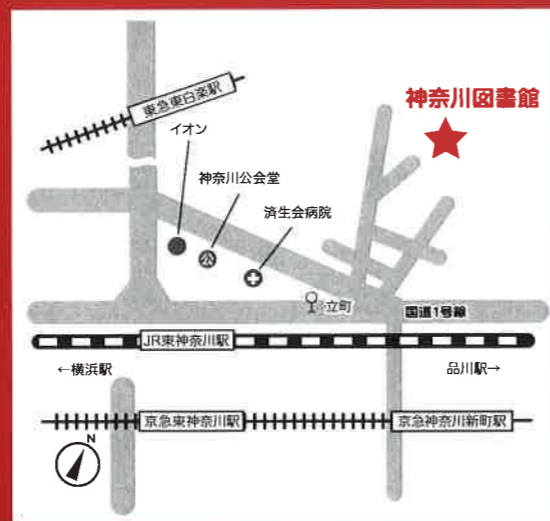 神奈川図書館
東急東白楽駅
イオン
神奈川公会堂
済生会病院
公
立町
国道1号線
JR東神奈川駅
←横浜駅
品川駅→
京急東神奈川駅
京急神奈川新町駅
N